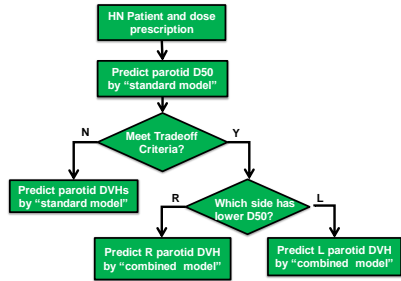 HN Patient and dose
prescription
Predict parotid D50
by “standard model”
N
Meet Tradeoff
Criteria?
Y
Predict parotid DVHs
by “standard model”
R
Which side has
lower D50?
L
Predict R parotid DVH
by “combined model”
Predict L parotid DVH
by “combined model”